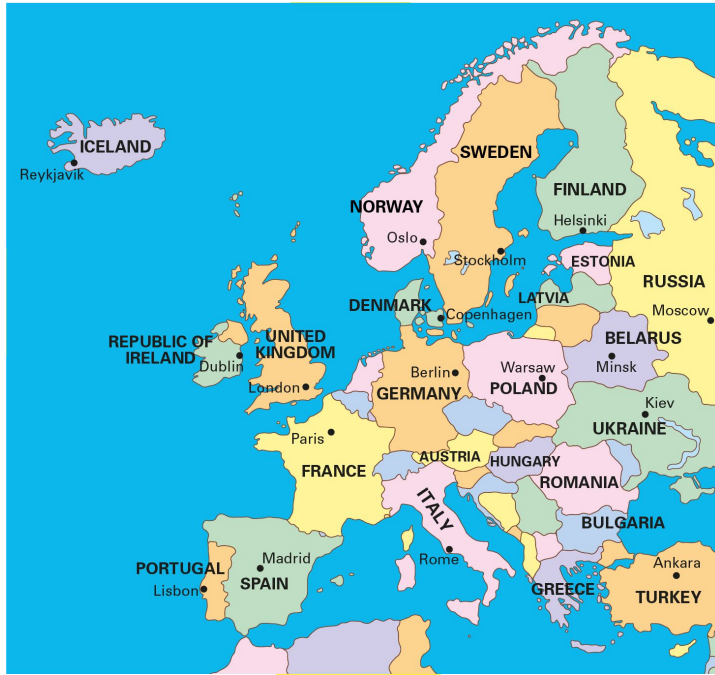 ICELAND
Reykjavik
SWEDEN
FINLAND
NORWAY
Helsinki
Oslo
Stockholm
ESTONIA
RUSSIA
LATVIA
DENMARK
Moscow
Copenhagen
BELARUS
REPUBLIC OF
IRELAND
UNITED
KINGDOM
Dublin
Minsk
Berlin
Warsaw
London
GERMANY
POLAND
Kiev
UKRAINE
Paris
AUSTRIA
HUNGARY
FRANCE
ROMANIA
ITALY
BULGARIA
Rome
Madrid
PORTUGAL
Ankara
SPAIN
Lisbon
GREECE
TURKEY